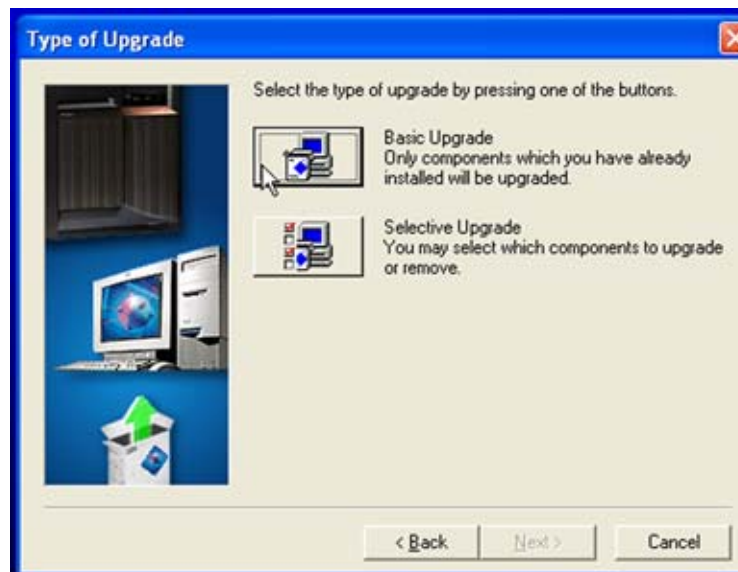 Type of Upgrade
Select the type of upgrade by pressing one of the buttons.
Basic Upgrade
Only components which you have already
installed will be upgraded.
Selective Upgrade
You may select which components to upgrade
or remove.
< Back
Next >
Cancel